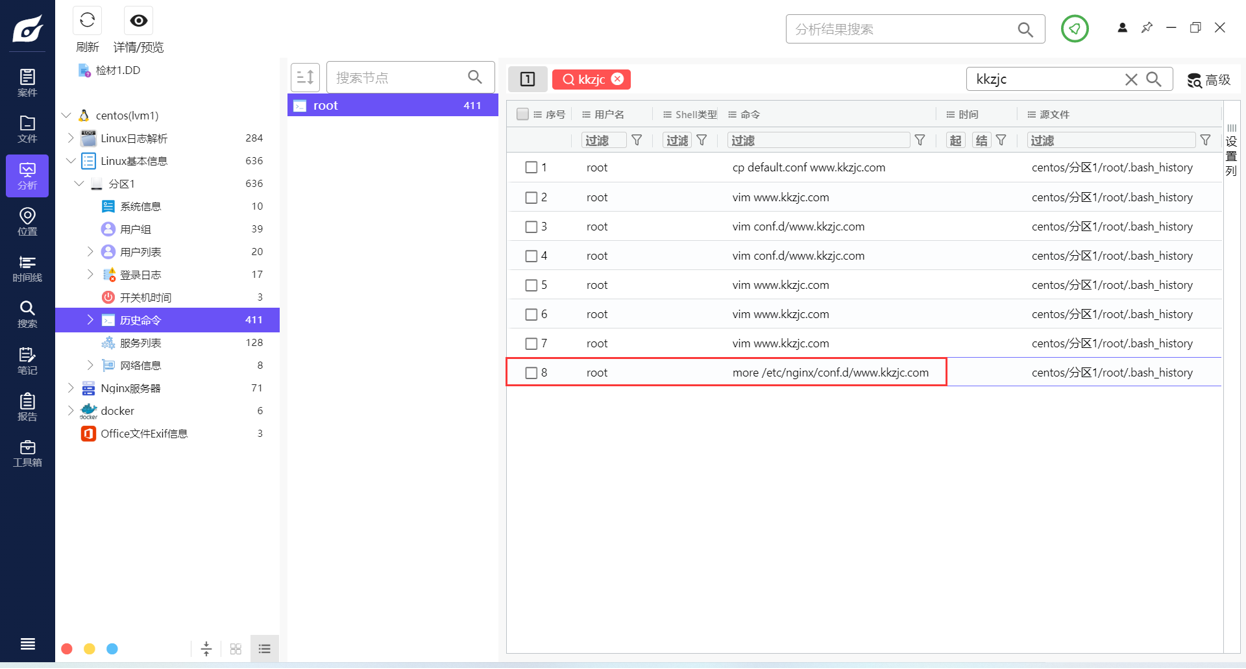 刷新
详情/预览
分析结果搜索
案件
文件
分析
位置
时间线
搜索
笔记
报告
工具箱
检材1.DD
centos(lvm1)
Linux日志解析 284
Linux基本信息 636
分区1 636
系统信息 10
用户组 39
用户列表 20
登录日志 17
开关机时间 3
历史命令 411
服务列表 128
网络信息 8
Nginx服务器 71
docker 6
Office文件Exif信息 3
搜索节点
root 411
1 kkzjc kkzjc 高级
序号 用户名 Shell类型 命令 时间 源文件
过滤 过滤 过滤 起 结 过滤
设置列
1 root cp default.conf www.kkzjc.com centos/分区1/root/.bash_history
2 root vim www.kkzjc.com centos/分区1/root/.bash_history
3 root vim conf.d/www.kkzjc.com centos/分区1/root/.bash_history
4 root vim conf.d/www.kkzjc.com centos/分区1/root/.bash_history
5 root vim www.kkzjc.com centos/分区1/root/.bash_history
6 root vim www.kkzjc.com centos/分区1/root/.bash_history
7 root vim www.kkzjc.com centos/分区1/root/.bash_history
8 root more /etc/nginx/conf.d/www.kkzjc.com centos/分区1/root/.bash_history